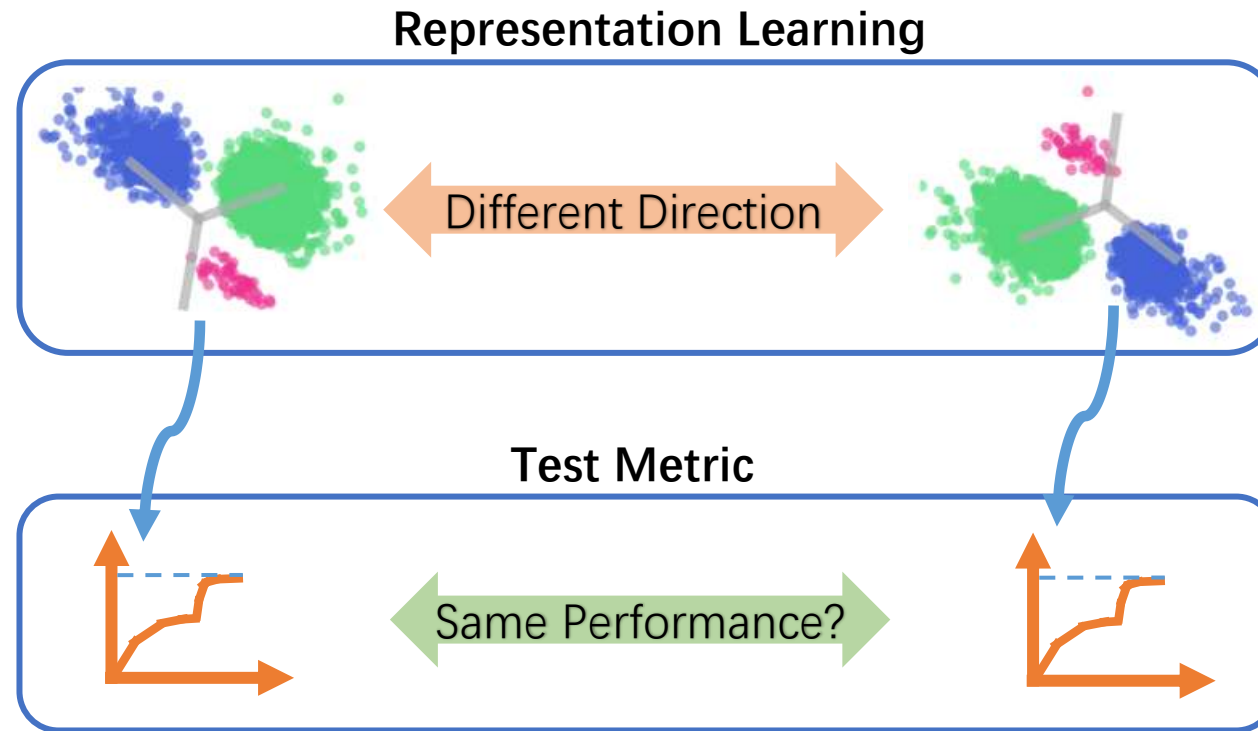 Representation Learning
Different Direction
Test Metric
Same Performance?